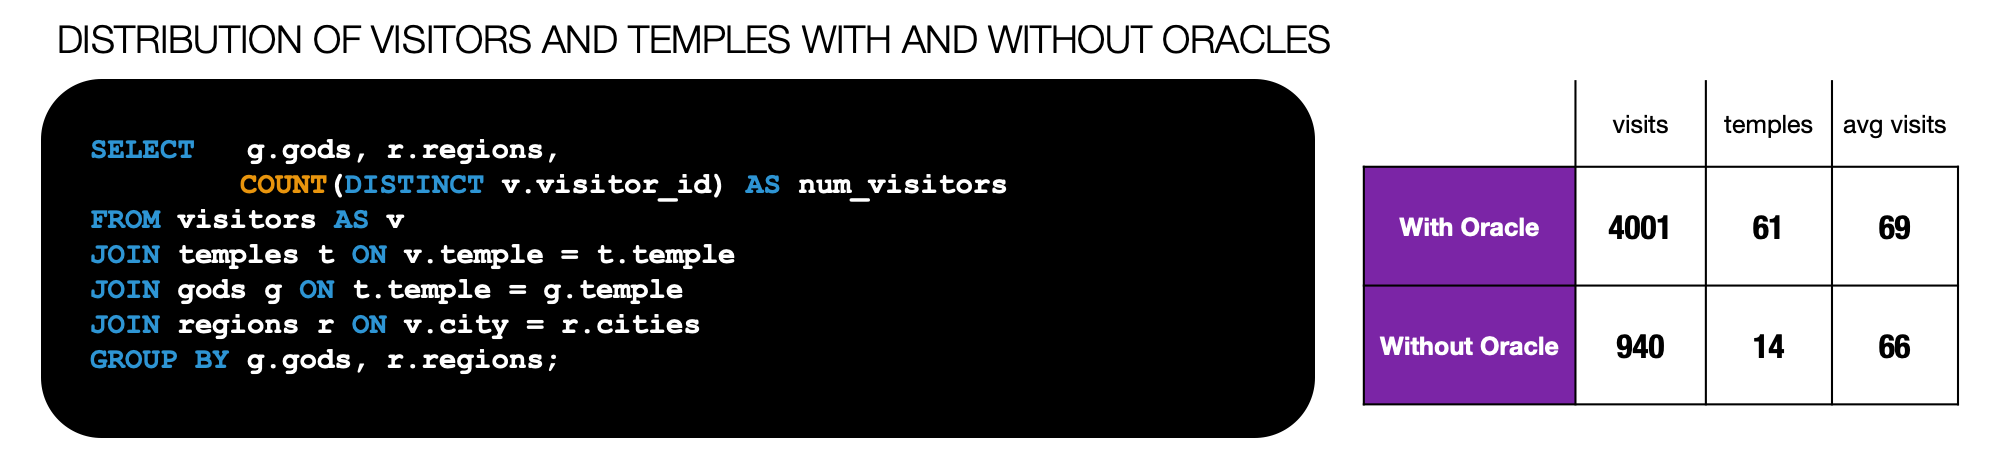 DISTRIBUTION OF VISITORS AND TEMPLES WITH AND WITHOUT ORACLES
SELECT   g.gods, r.regions,
COUNT(DISTINCT v.visitor_id) AS num_visitors
FROM visitors AS v
JOIN temples t ON v.temple = t.temple
JOIN gods g ON t.temple = g.temple
JOIN regions r ON v.city = r.cities
GROUP BY g.gods, r.regions;
visits temples avg visits
With Oracle 4001 61 69
Without Oracle 940 14 66